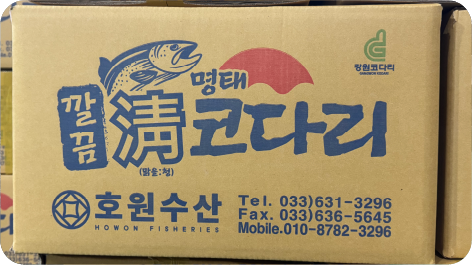 강원코다리
명태
깔끔
淸코다리
(맑을:청)
호원수산
HOWON FISHERIES
Tel. 033)631-3296
Fax. 033)636-5645
Mobile.010-8782-3296